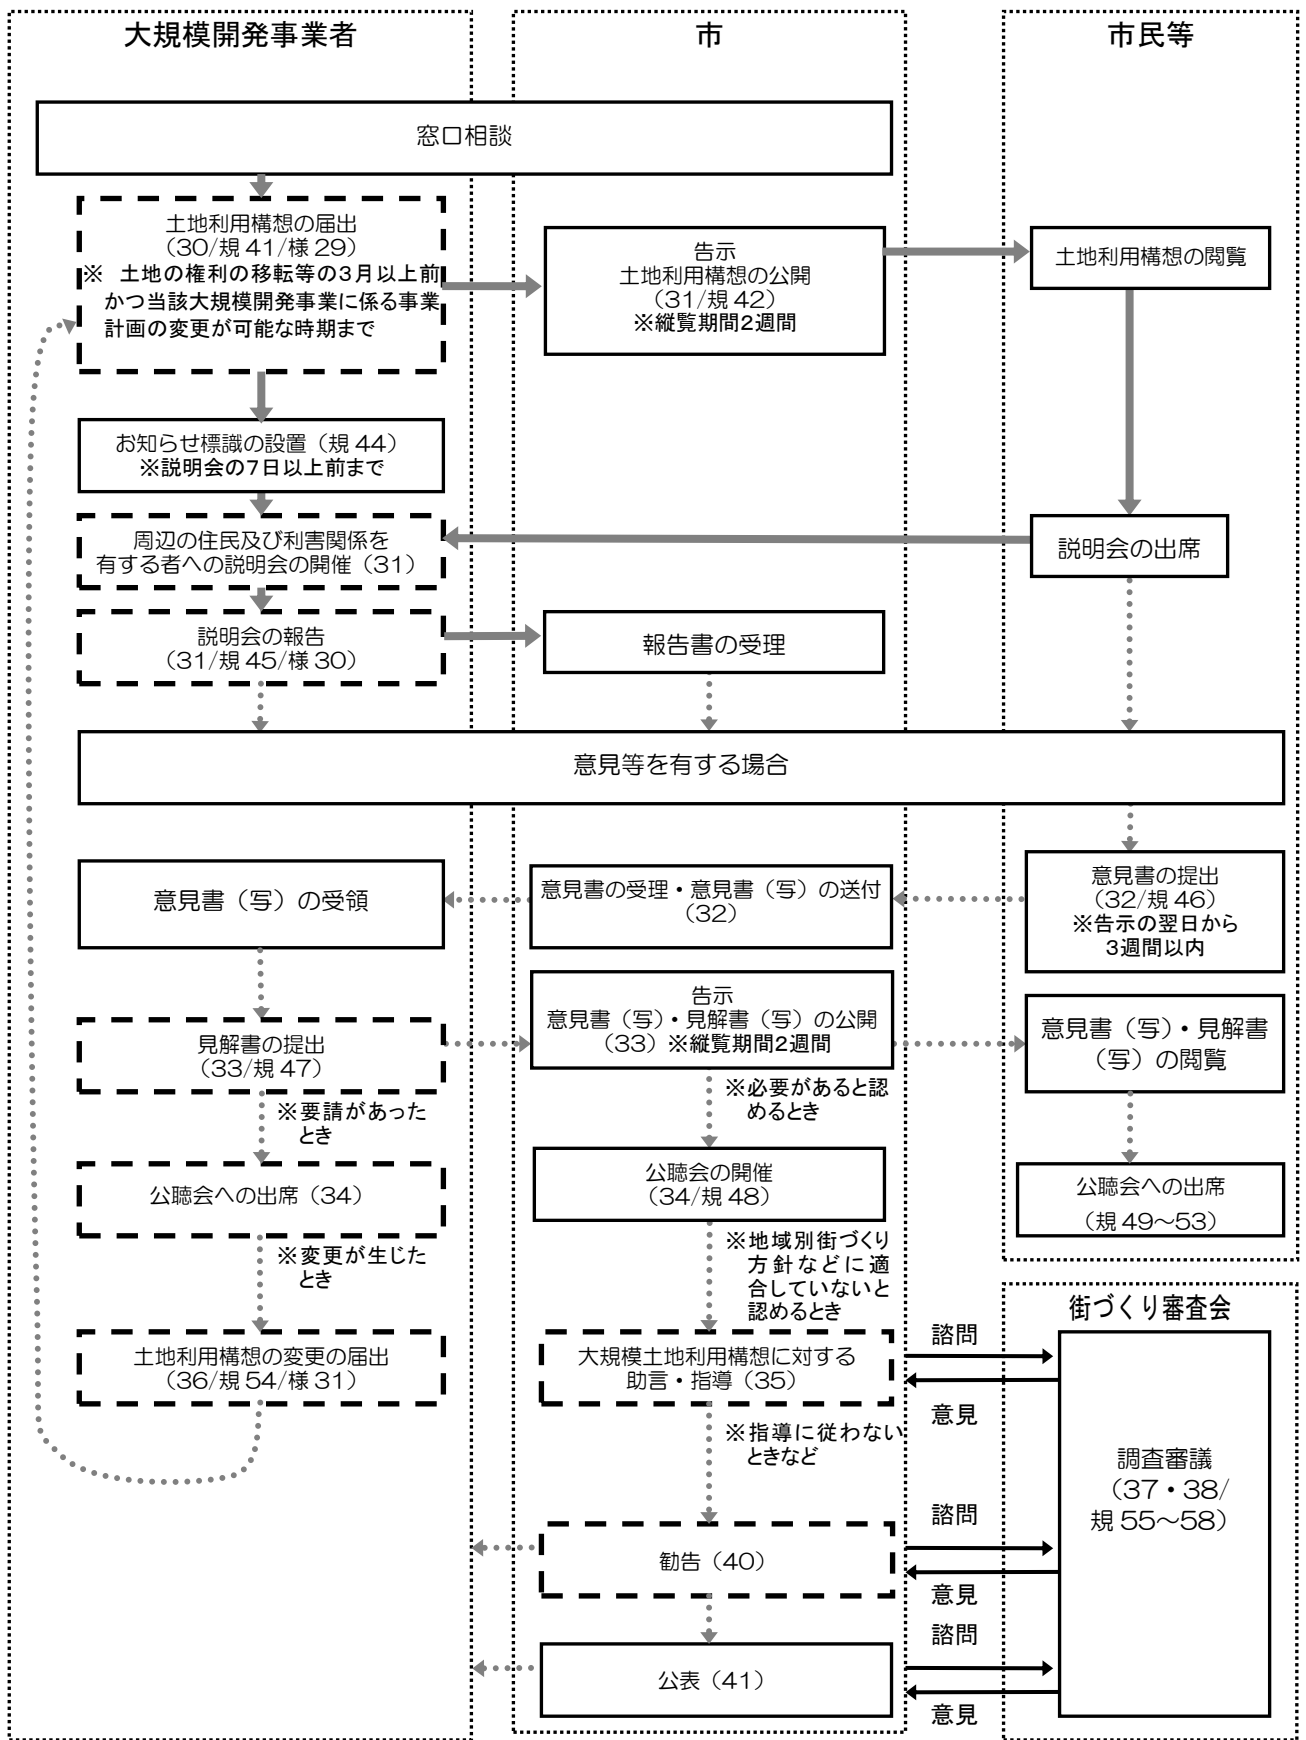 大規模開発事業者
市
市民等
窓口相談
土地利用構想の届出
（30/規 41/様 29）
※ 土地の権利の移転等の3月以上前
かつ当該大規模開発事業に係る事業
計画の変更が可能な時期まで
告示
土地利用構想の公開
（31/規 42）
※縦覧期間2週間
土地利用構想の閲覧
お知らせ標識の設置（規 44）
※説明会の7日以上前まで
周辺の住民及び利害関係を
有する者への説明会の開催（31）
説明会の出席
説明会の報告
（31/規 45/様 30）
報告書の受理
意見等を有する場合
意見書（写）の受領
意見書の受理・意見書（写）の送付
（32）
意見書の提出
（32/規 46）
※告示の翌日から
3週間以内
見解書の提出
（33/規 47）
告示
意見書（写）・見解書（写）の公開
（33）※縦覧期間2週間
意見書（写）・見解書
（写）の閲覧
※要請があった
とき
※必要があると認
めるとき
公聴会への出席（34）
公聴会の開催
（34/規 48）
公聴会への出席
（規 49～53）
※変更が生じた
とき
※地域別街づくり
方針などに適
合していないと
認めるとき
街づくり審査会
土地利用構想の変更の届出
（36/規 54/様 31）
大規模土地利用構想に対する
助言・指導（35）
諮問
意見
※指導に従わない
ときなど
調査審議
（37・38/
規 55～58）
勧告（40）
諮問
意見
公表（41）
諮問
意見